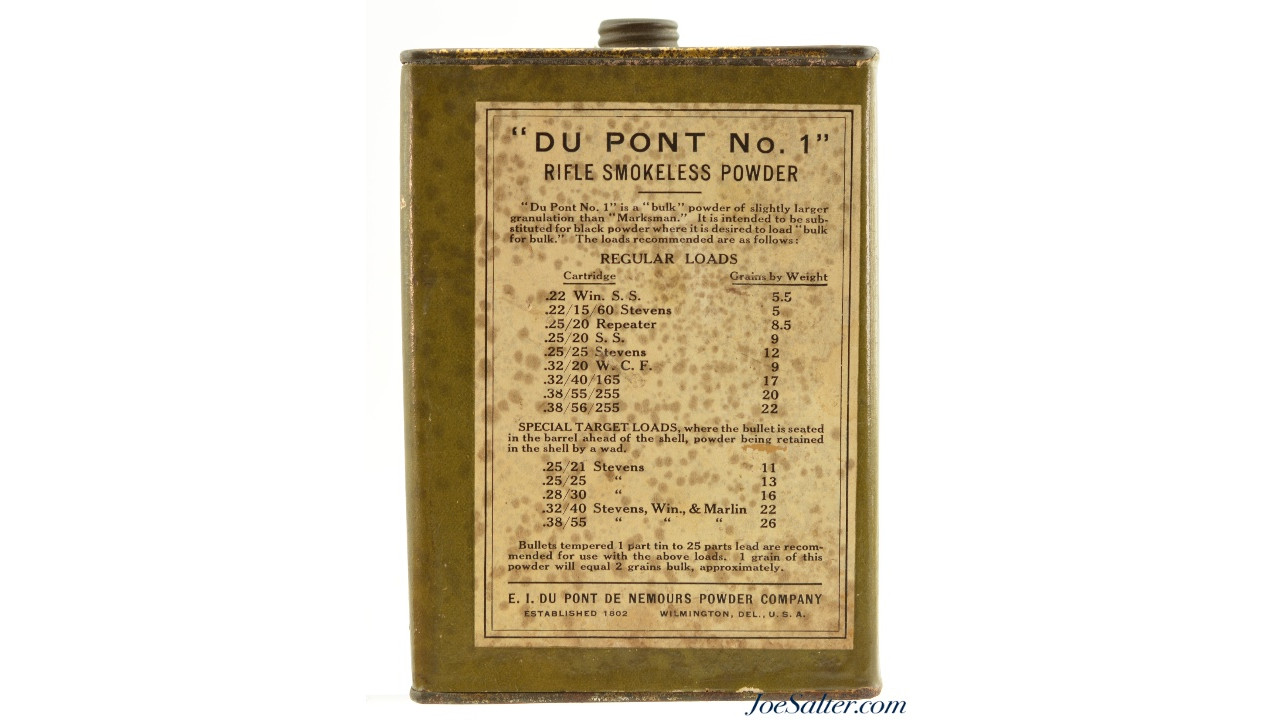 "DU PONT No. 1"
RIFLE SMOKELESS POWDER
"Du Pont No. 1" is a "bulk" powder of slightly larger
granulation than "Marksman." It is intended to be sub-
stituted for black powder where it is desired to load "bulk
for bulk." The loads recommended are as follows:
REGULAR LOADS
Cartridge Grains by Weight
.22 Win. S. S. 5.5
.22/15/60 Stevens 5
.25/20 Repeater 8.5
.25/20 S. S. 9
.25/25 Stevens 12
.32/20 W. C. F. 9
.32/40/165 17
.38/55/255 20
.38/56/255 22
SPECIAL TARGET LOADS, where the bullet is seated
in the barrel ahead of the shell, powder being retained
in the shell by a wad.
.25/21 Stevens 11
.25/25 " 13
.28/30 " 16
.32/40 Stevens, Win., & Marlin 22
.38/55 " " " 26
Bullets tempered 1 part tin to 25 parts lead are recom-
mended for use with the above loads. 1 grain of this
powder will equal 2 grains bulk, approximately.
E. I. DU PONT DE NEMOURS POWDER COMPANY
ESTABLISHED 1802 WILMINGTON, DEL., U. S. A.
JoeSalter.com